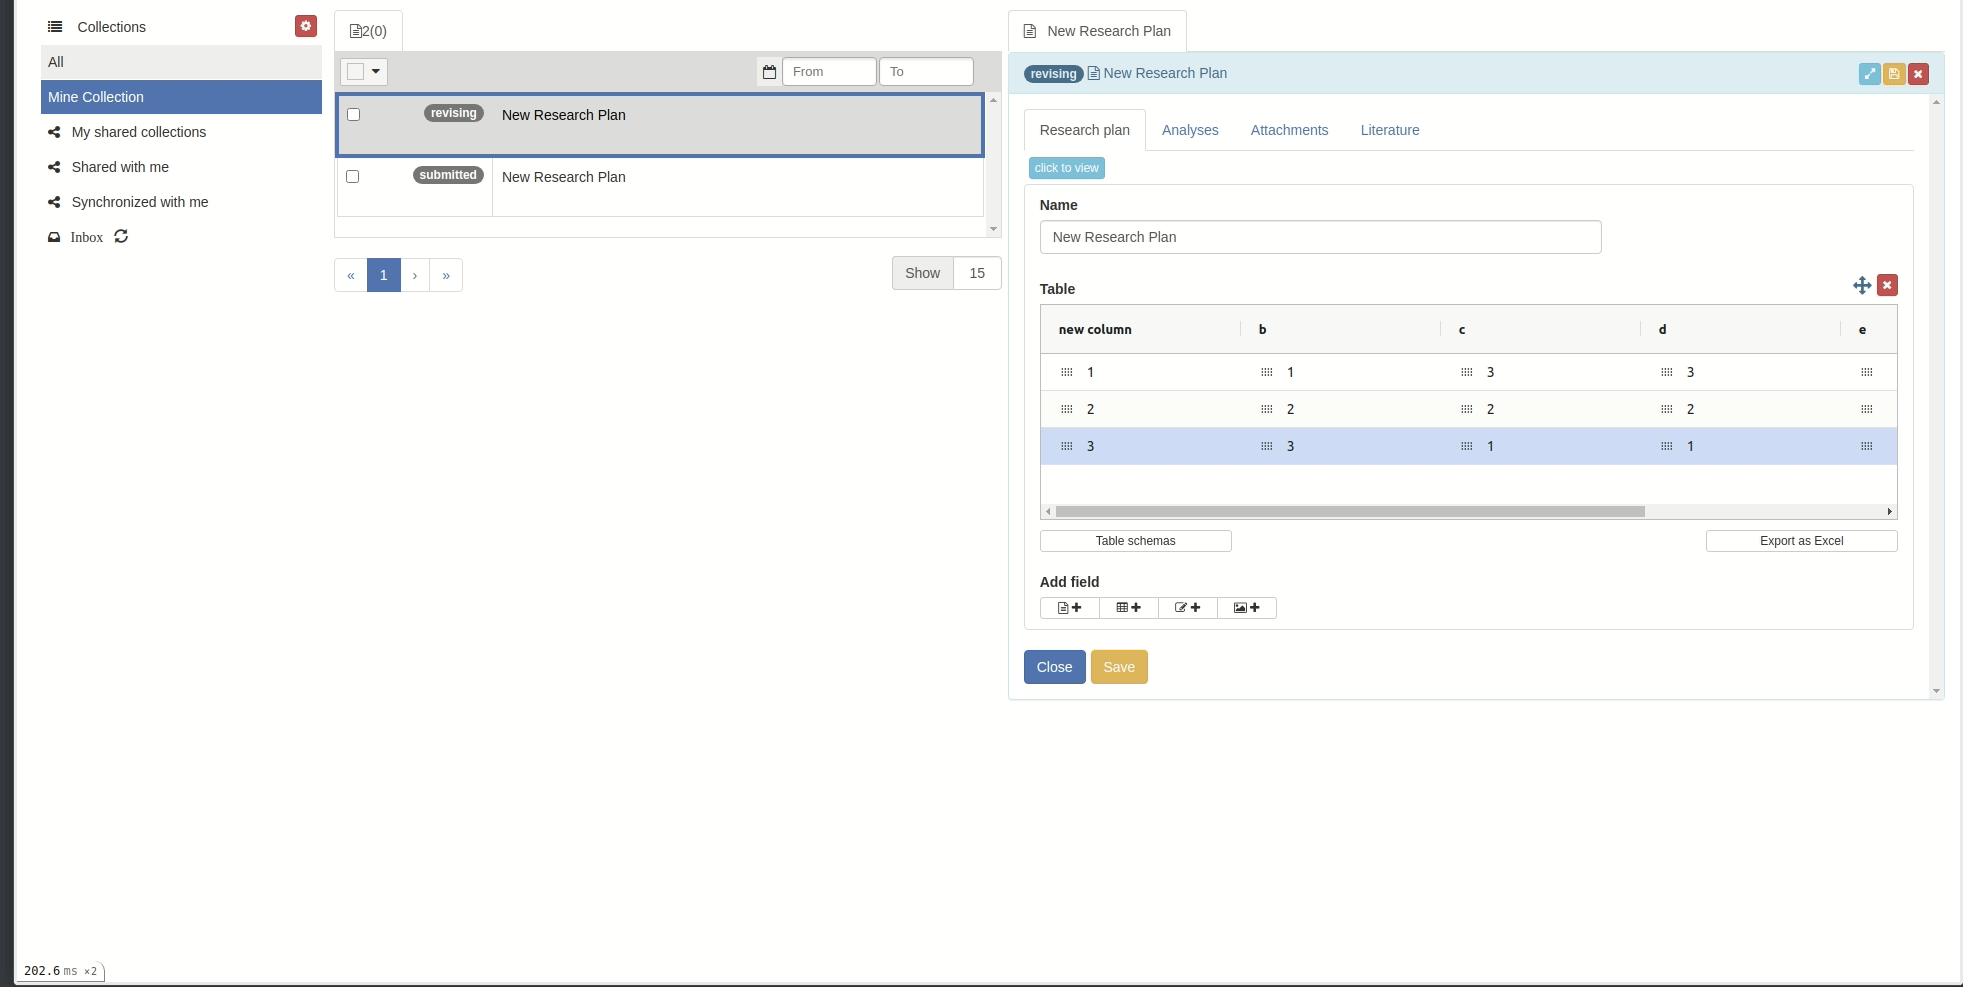 Collections
All
Mine Collection
My shared collections
Shared with me
Synchronized with me
Inbox
2(0)
From
To
revising New Research Plan
submitted New Research Plan
« 1 › »
Show 15
New Research Plan
revising New Research Plan
Research plan Analyses Attachments Literature
click to view
Name
New Research Plan
Table
new column b c d e
1 1 3 3
2 2 2 2
3 3 1 1
Table schemas Export as Excel
Add field
Close Save
202.6 ms ×2